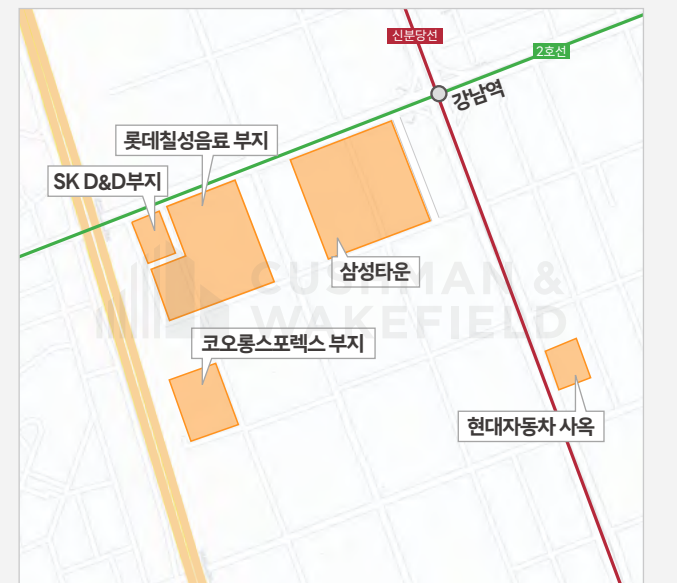 신분당선
2호선
강남역
롯데칠성음료 부지
SK D&D부지
삼성타운
CUSHMAN &
WAKEFIELD
코오롱스포렉스 부지
현대자동차 사옥